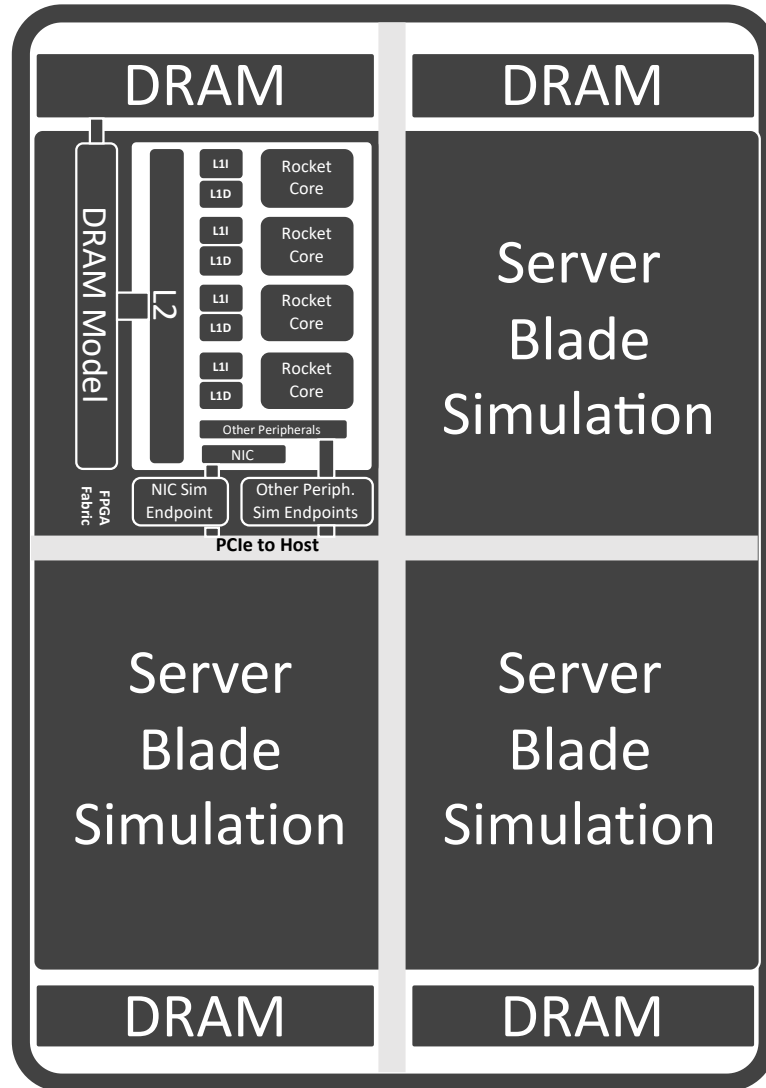 DRAM
DRAM
DRAM Model
L2
L1I
L1D
Rocket
Core
L1I
L1D
Rocket
Core
L1I
L1D
Rocket
Core
L1I
L1D
Rocket
Core
Other Peripherals
NIC
NIC Sim
Endpoint
Other Periph.
Sim Endpoints
FPGA
Fabric
PCIe to Host
Server
Blade
Simulation
Server
Blade
Simulation
Server
Blade
Simulation
DRAM
DRAM